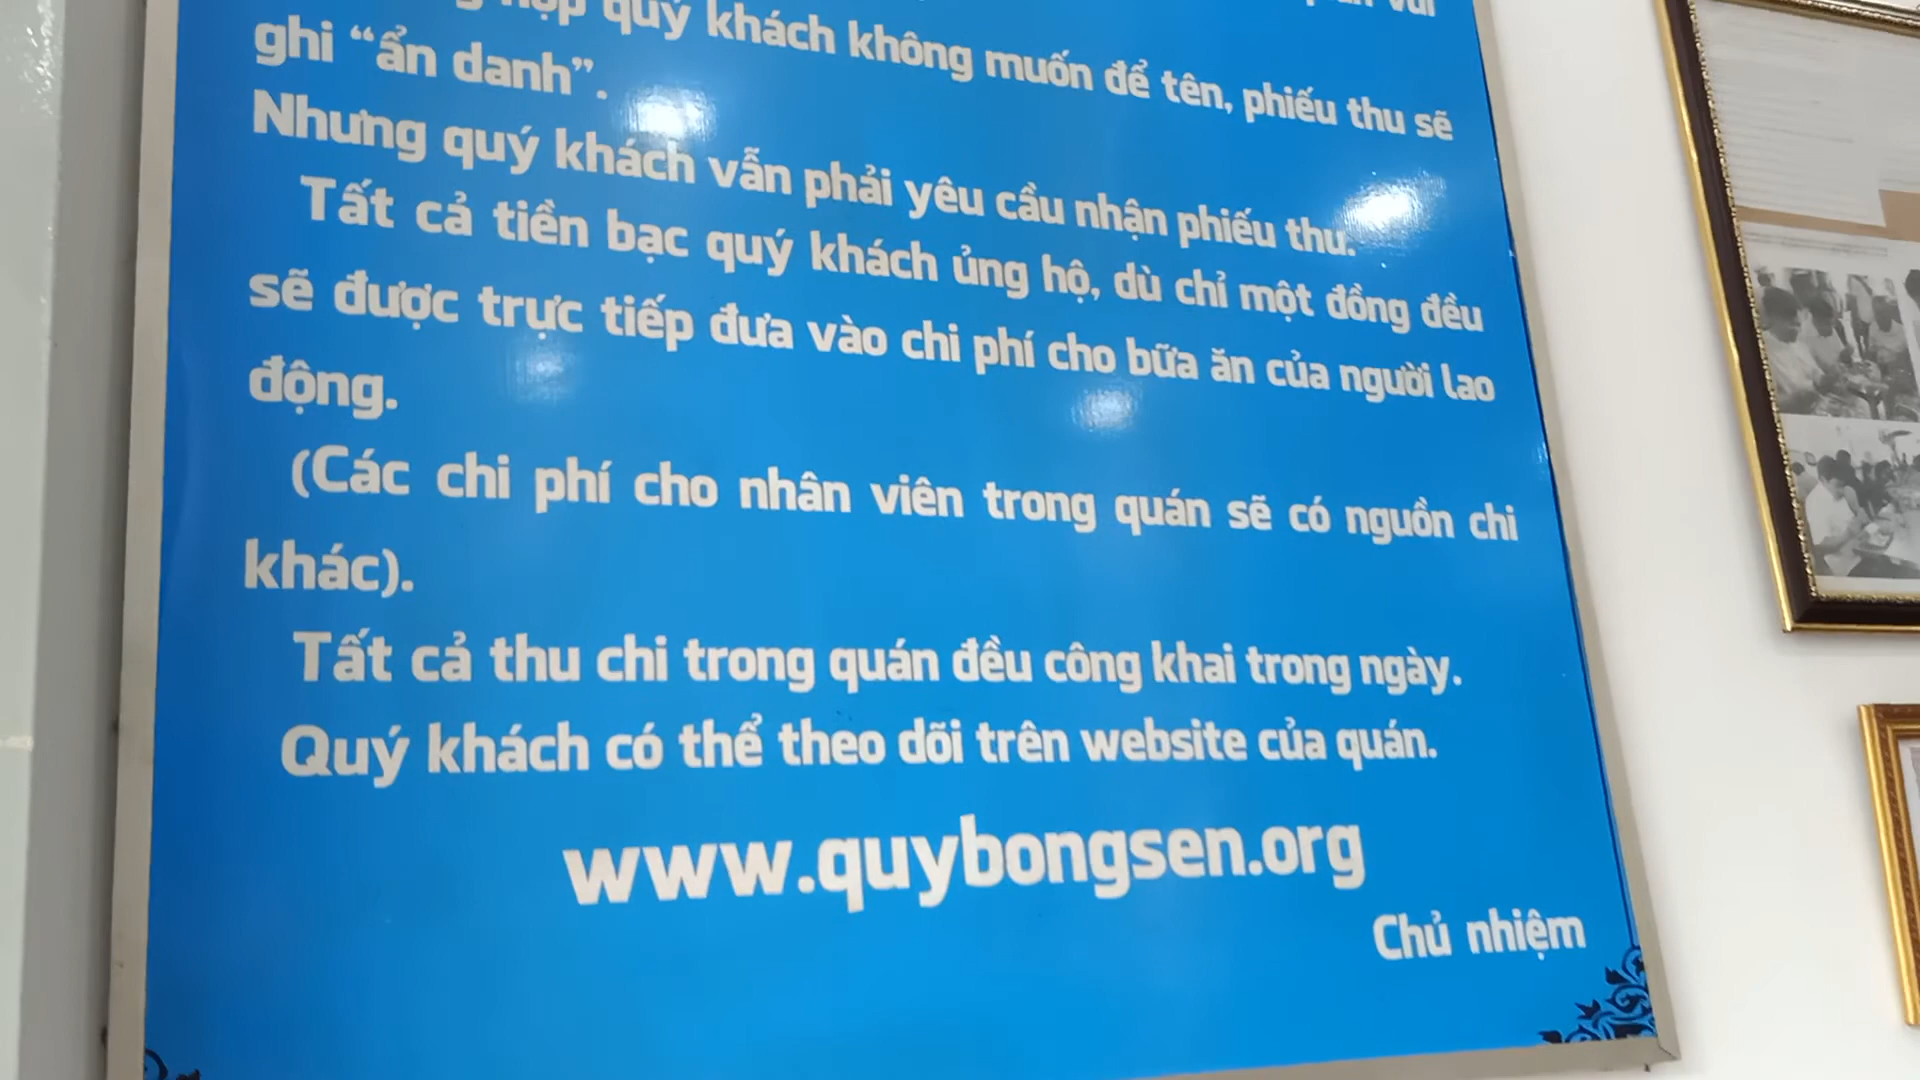 quý khách không muốn để tên, phiếu thu sẽ
ghi “ẩn danh”.
Nhưng quý khách vẫn phải yêu cầu nhận phiếu thu.
Tất cả tiền bạc quý khách ủng hộ, dù chỉ một đồng đều
sẽ được trực tiếp đưa vào chi phí cho bữa ăn của người lao
động.
(Các chi phí cho nhân viên trong quán sẽ có nguồn chi
khác).
Tất cả thu chi trong quán đều công khai trong ngày.
Quý khách có thể theo dõi trên website của quán.
www.quybongsen.org
Chủ nhiệm